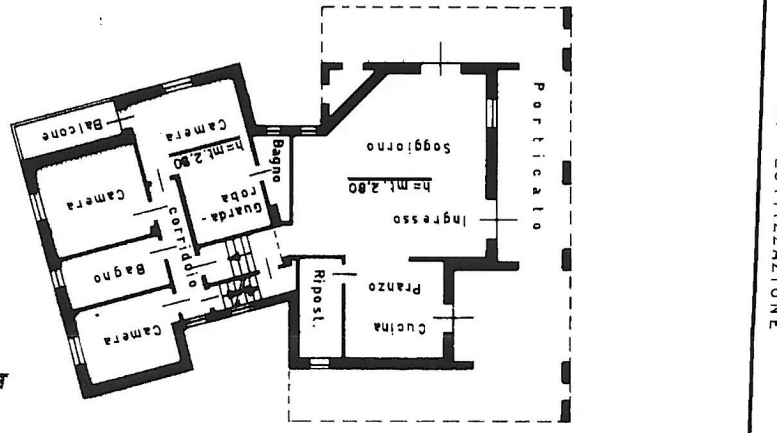 Porticato
Soggiorno
h=mt.2,80
Ingresso
Pranzo
Cucina
Ripost.
Bagno
Guarda-
roba
Camera
h=mt.2,80
Balcone
Camera
corridoio
Bagno
Camera